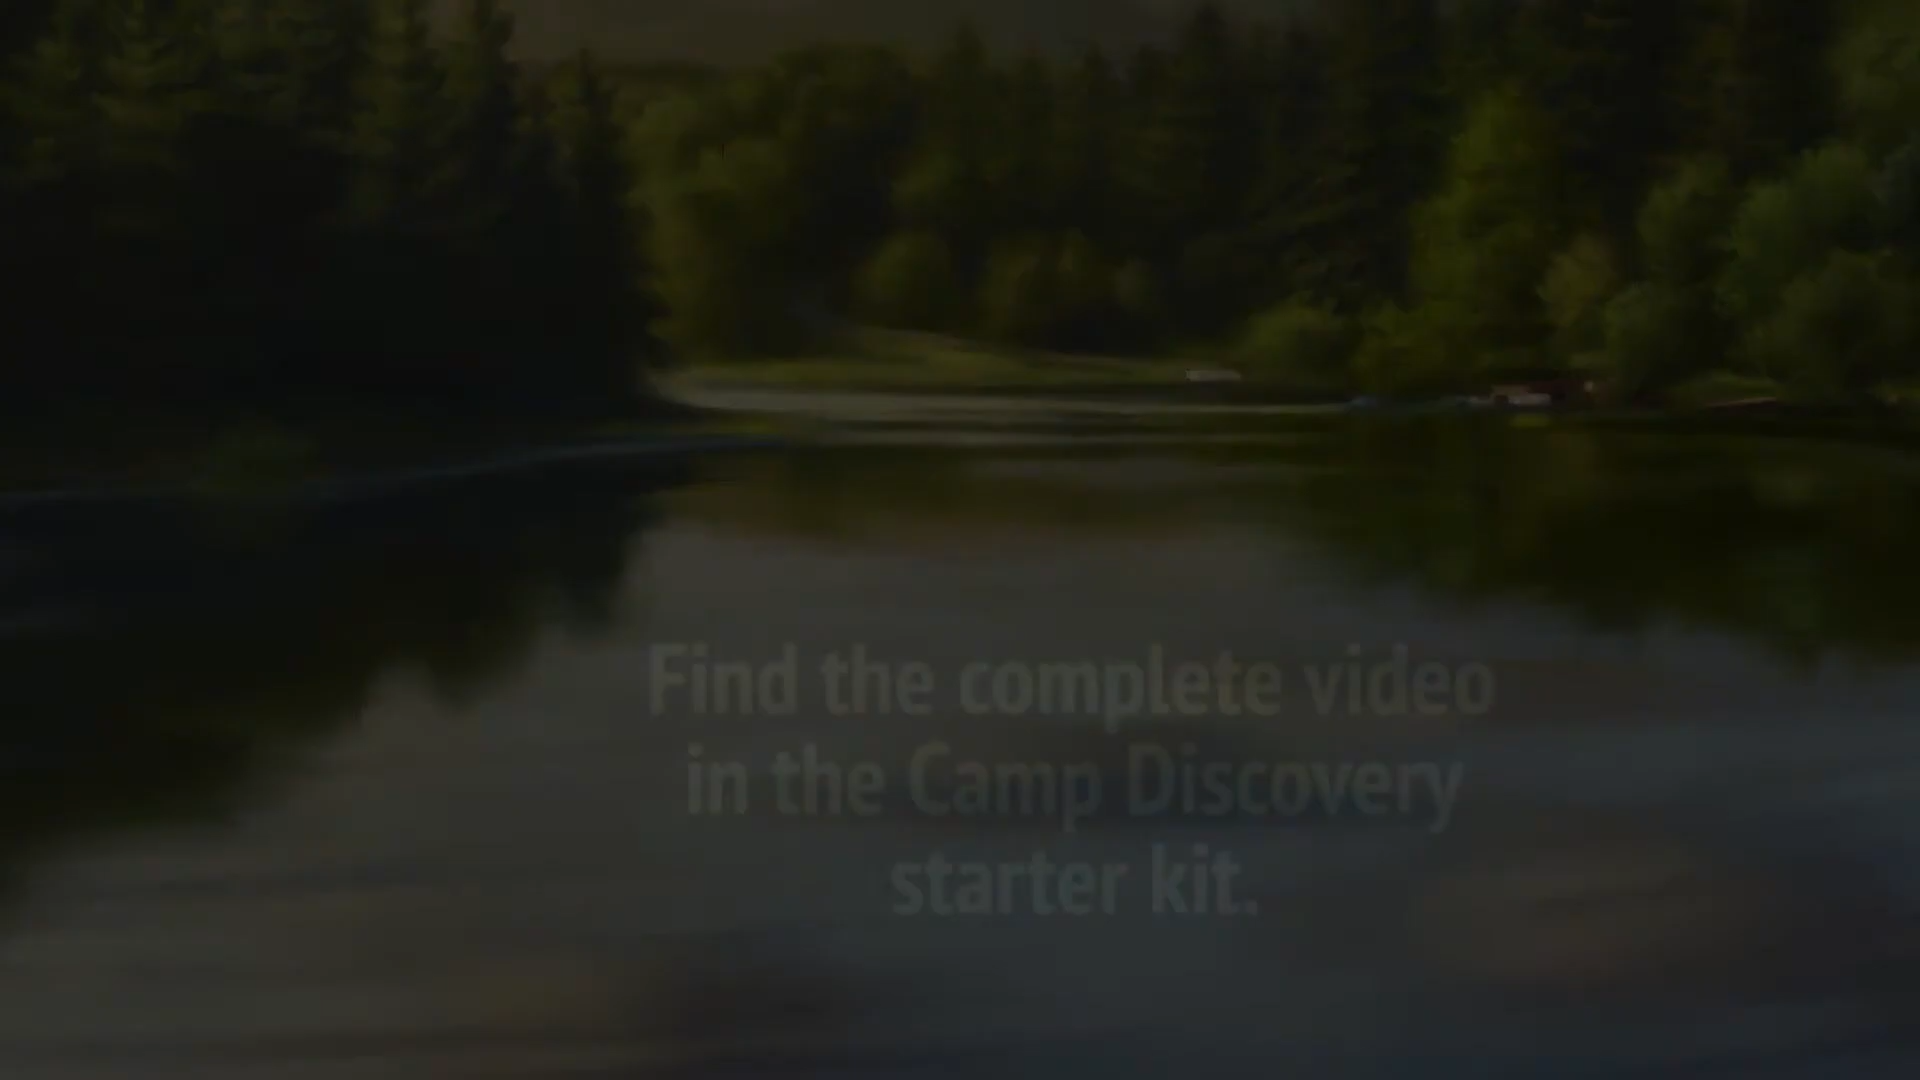 Find the complete video
in the Camp Discovery
starter kit.